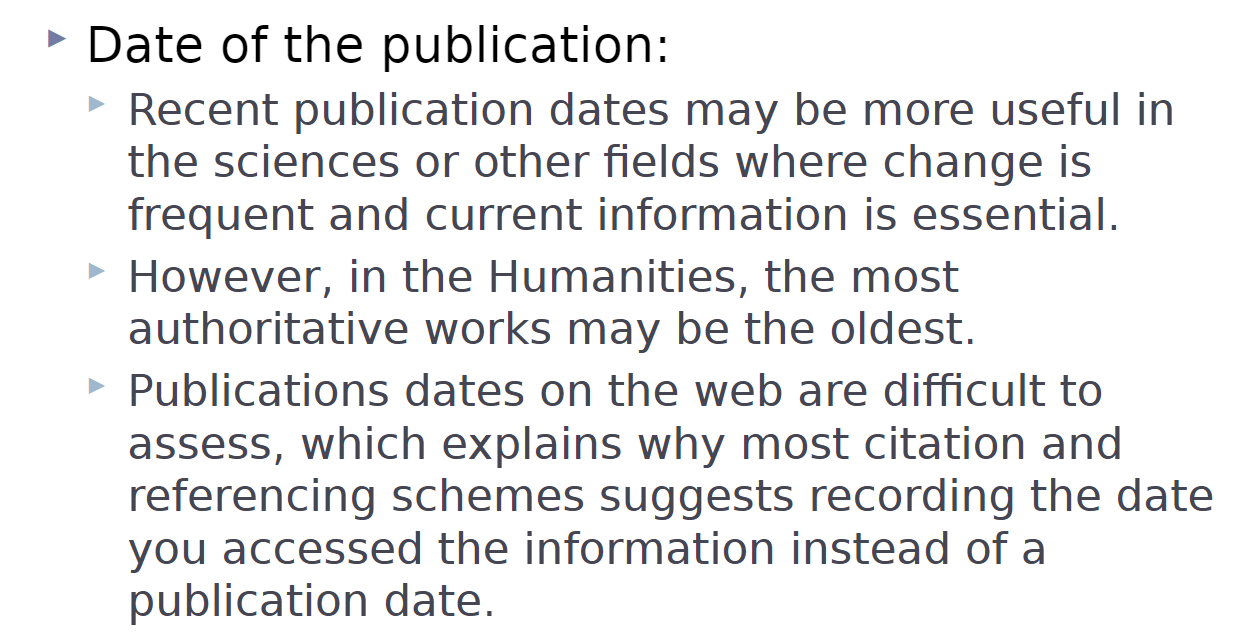 Date of the publication:
Recent publication dates may be more useful in
the sciences or other fields where change is
frequent and current information is essential.
However, in the Humanities, the most
authoritative works may be the oldest.
Publications dates on the web are difficult to
assess, which explains why most citation and
referencing schemes suggests recording the date
you accessed the information instead of a
publication date.